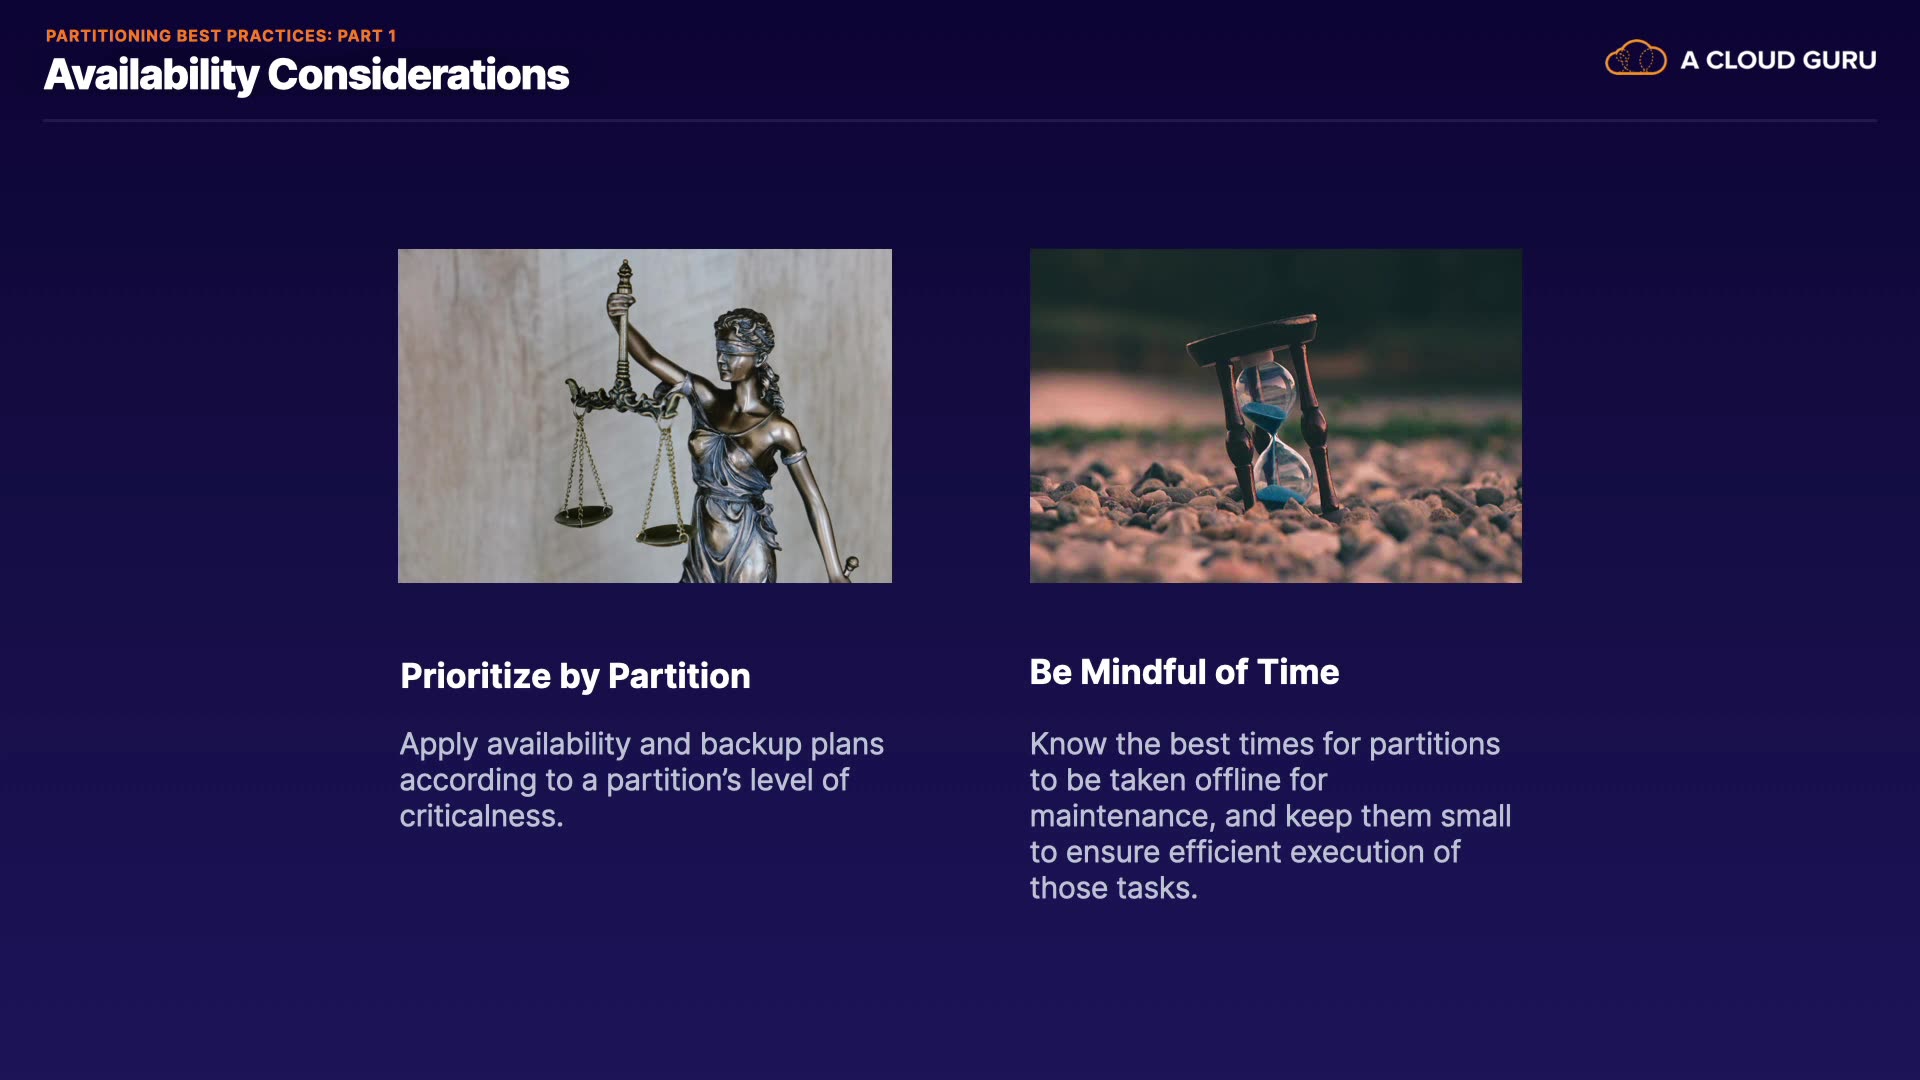 PARTITIONING BEST PRACTICES: PART 1
Availability Considerations
A CLOUD GURU
Prioritize by Partition
Apply availability and backup plans
according to a partition’s level of
criticalness.
Be Mindful of Time
Know the best times for partitions
to be taken offline for
maintenance, and keep them small
to ensure efficient execution of
those tasks.